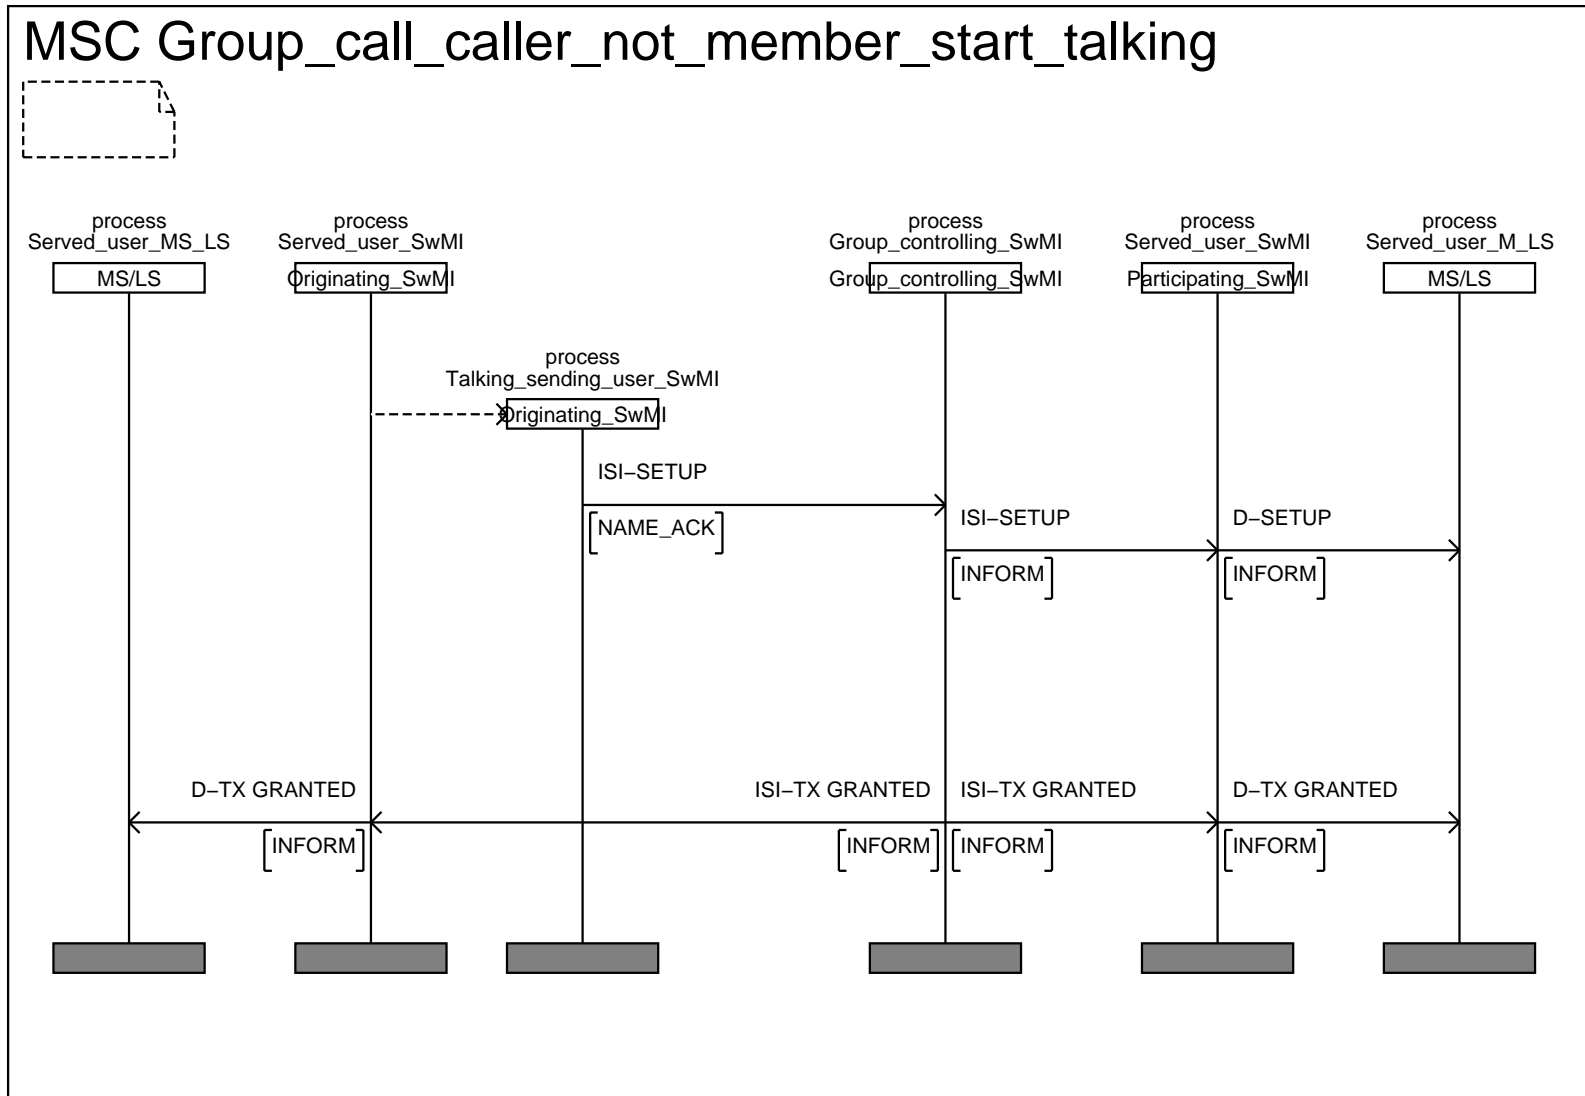 MSC Group_call_caller_not_member_start_talking
process
Served_user_MS_LS
MS/LS
process
Served_user_SwMI
Originating_SwMI
process
Group_controlling_SwMI
Group_controlling_SwMI
process
Served_user_SwMI
Participating_SwMI
process
Served_user_M_LS
MS/LS
process
Talking_sending_user_SwMI
Originating_SwMI
ISI−SETUP
NAME_ACK
ISI−SETUP
INFORM
D−SETUP
INFORM
D−TX GRANTED
INFORM
ISI−TX GRANTED
INFORM
ISI−TX GRANTED
INFORM
D−TX GRANTED
INFORM